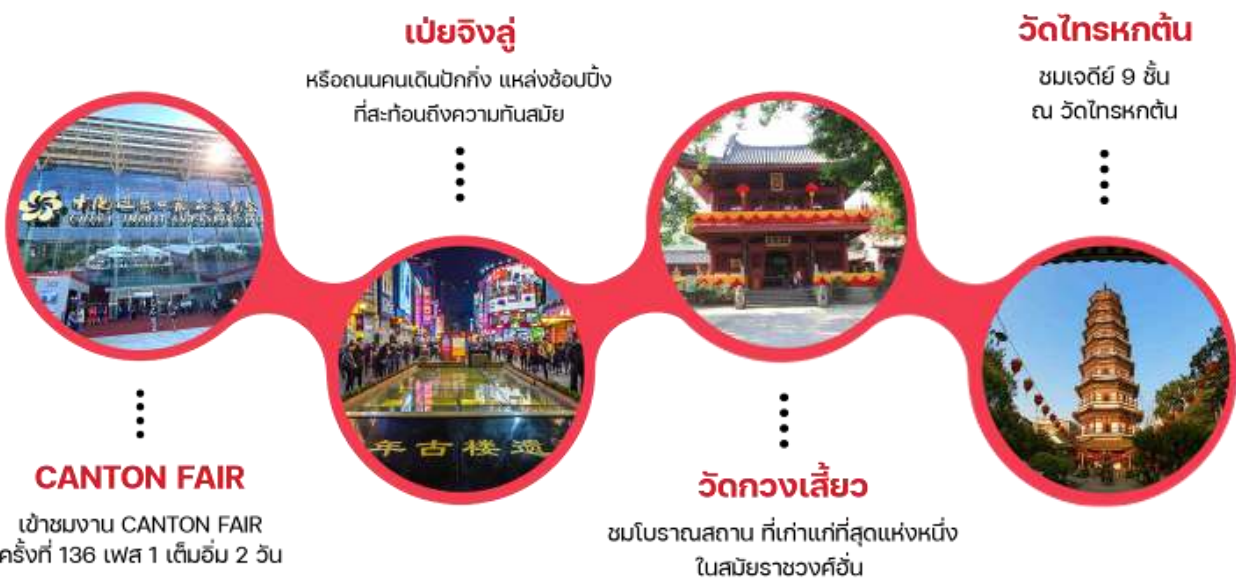 เป่ยจิงลู่
หรือถนนคนเดินปักกิ่ง แหล่งช้อปปิ้ง
ที่สะท้อนถึงความทันสมัย
วัดไทรหกต้น
ชมเจดีย์ 9 ชั้น
ณ วัดไทรหกต้น
年古楼遗
CANTON FAIR
เข้าชมงาน CANTON FAIR
ครั้งที่ 136 เฟส 1 เต็มอิ่ม 2 วัน
วัดกวงเสี้ยว
ชมโบราณสถาน ที่เก่าแก่ที่สุดแห่งหนึ่ง
ในสมัยราชวงศ์ฮั่น